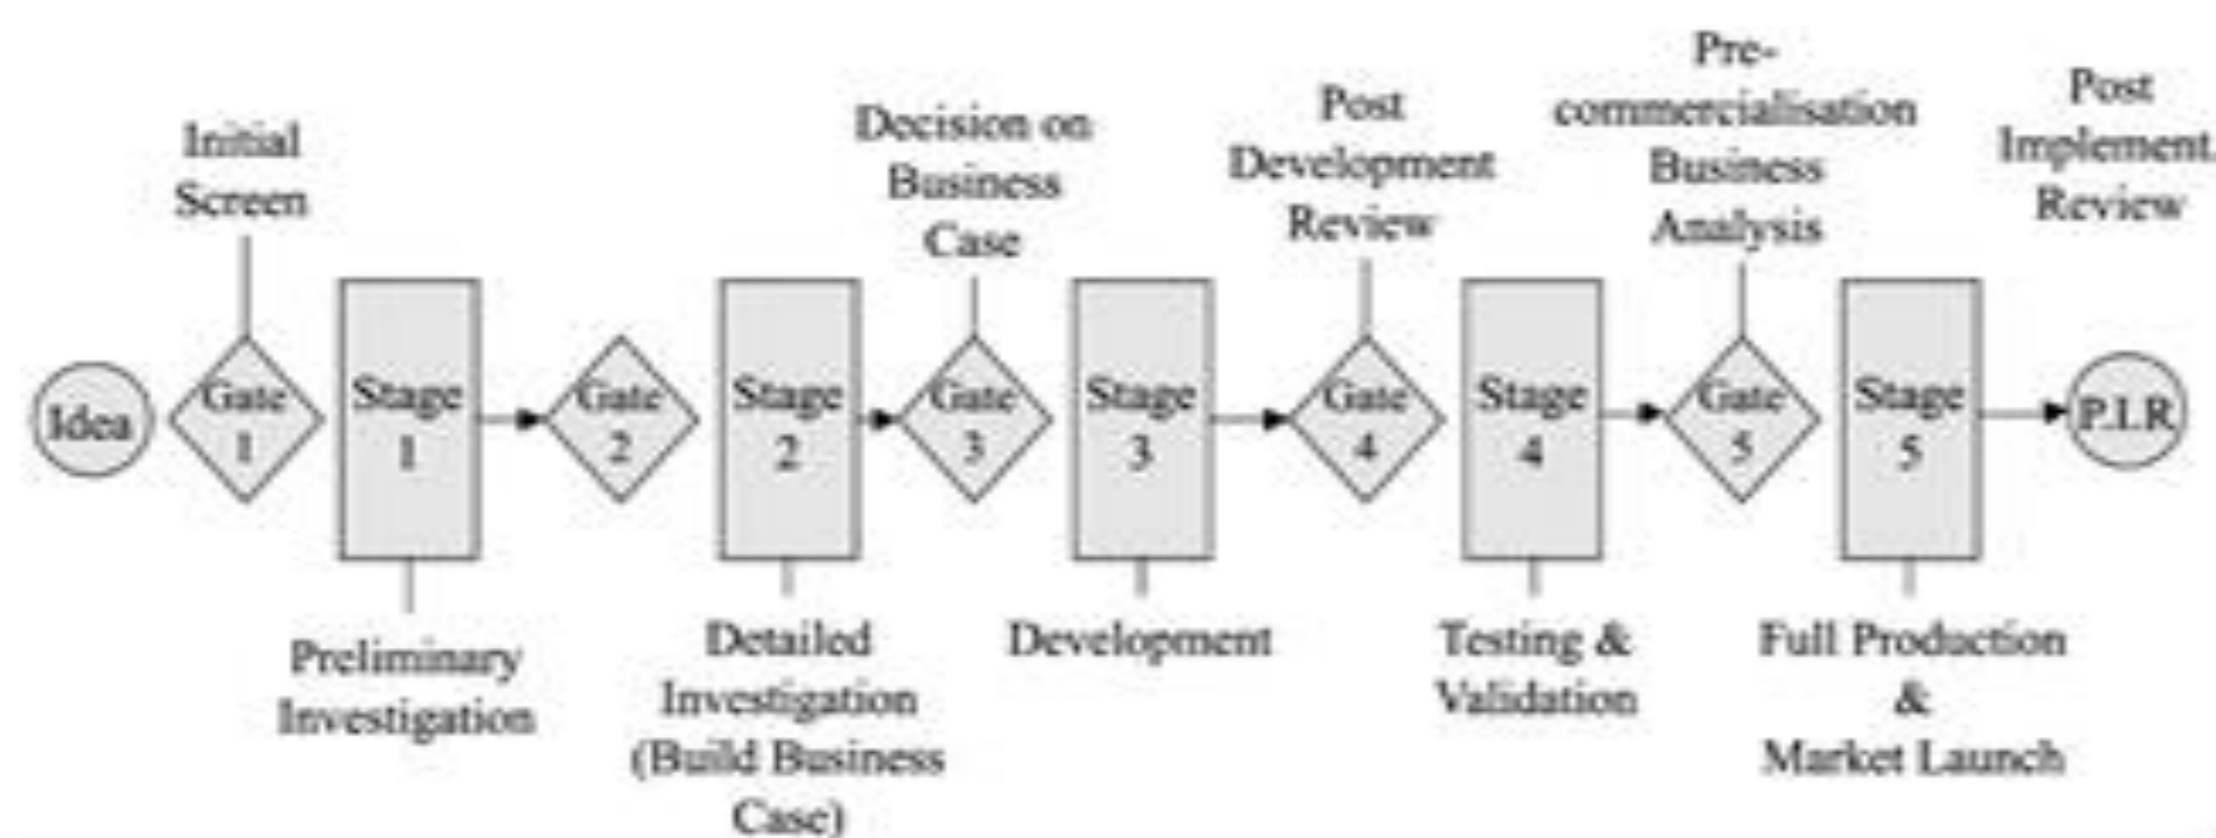 Initial
Screen
Decision on
Business
Case
Post
Development
Review
Pre-
commercialisation
Business
Analysis
Post
Implement.
Review
Idea
Gate
1
Stage
1
Gate
2
Stage
2
Gate
3
Stage
3
Gate
4
Stage
4
Gate
5
Stage
5
P.I.R
Preliminary
Investigation
Detailed
Investigation
(Build Business
Case)
Development
Testing &
Validation
Full Production
&
Market Launch